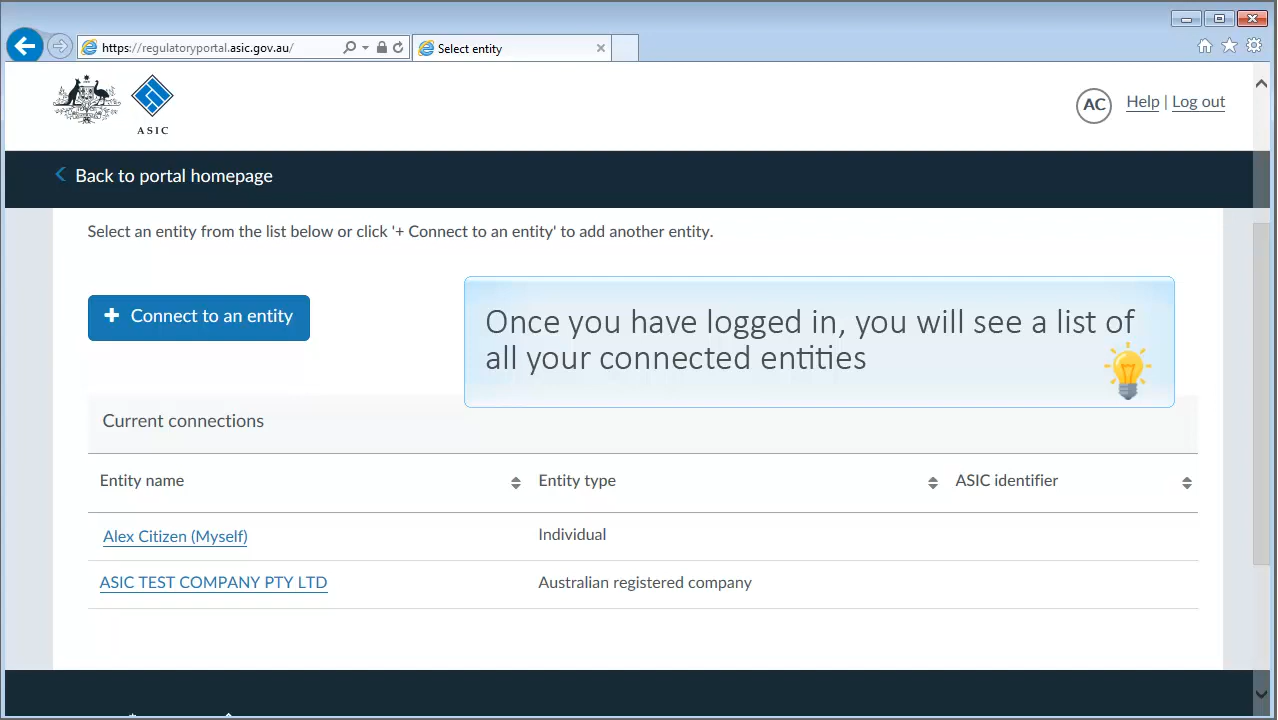 https://regulatoryportal.asic.gov.au/
Select entity
ASIC
AC
Help | Log out
Back to portal homepage
Select an entity from the list below or click '+ Connect to an entity' to add another entity.
+ Connect to an entity
Once you have logged in, you will see a list of
all your connected entities
Current connections
Entity name Entity type ASIC identifier
Alex Citizen (Myself) Individual
ASIC TEST COMPANY PTY LTD Australian registered company